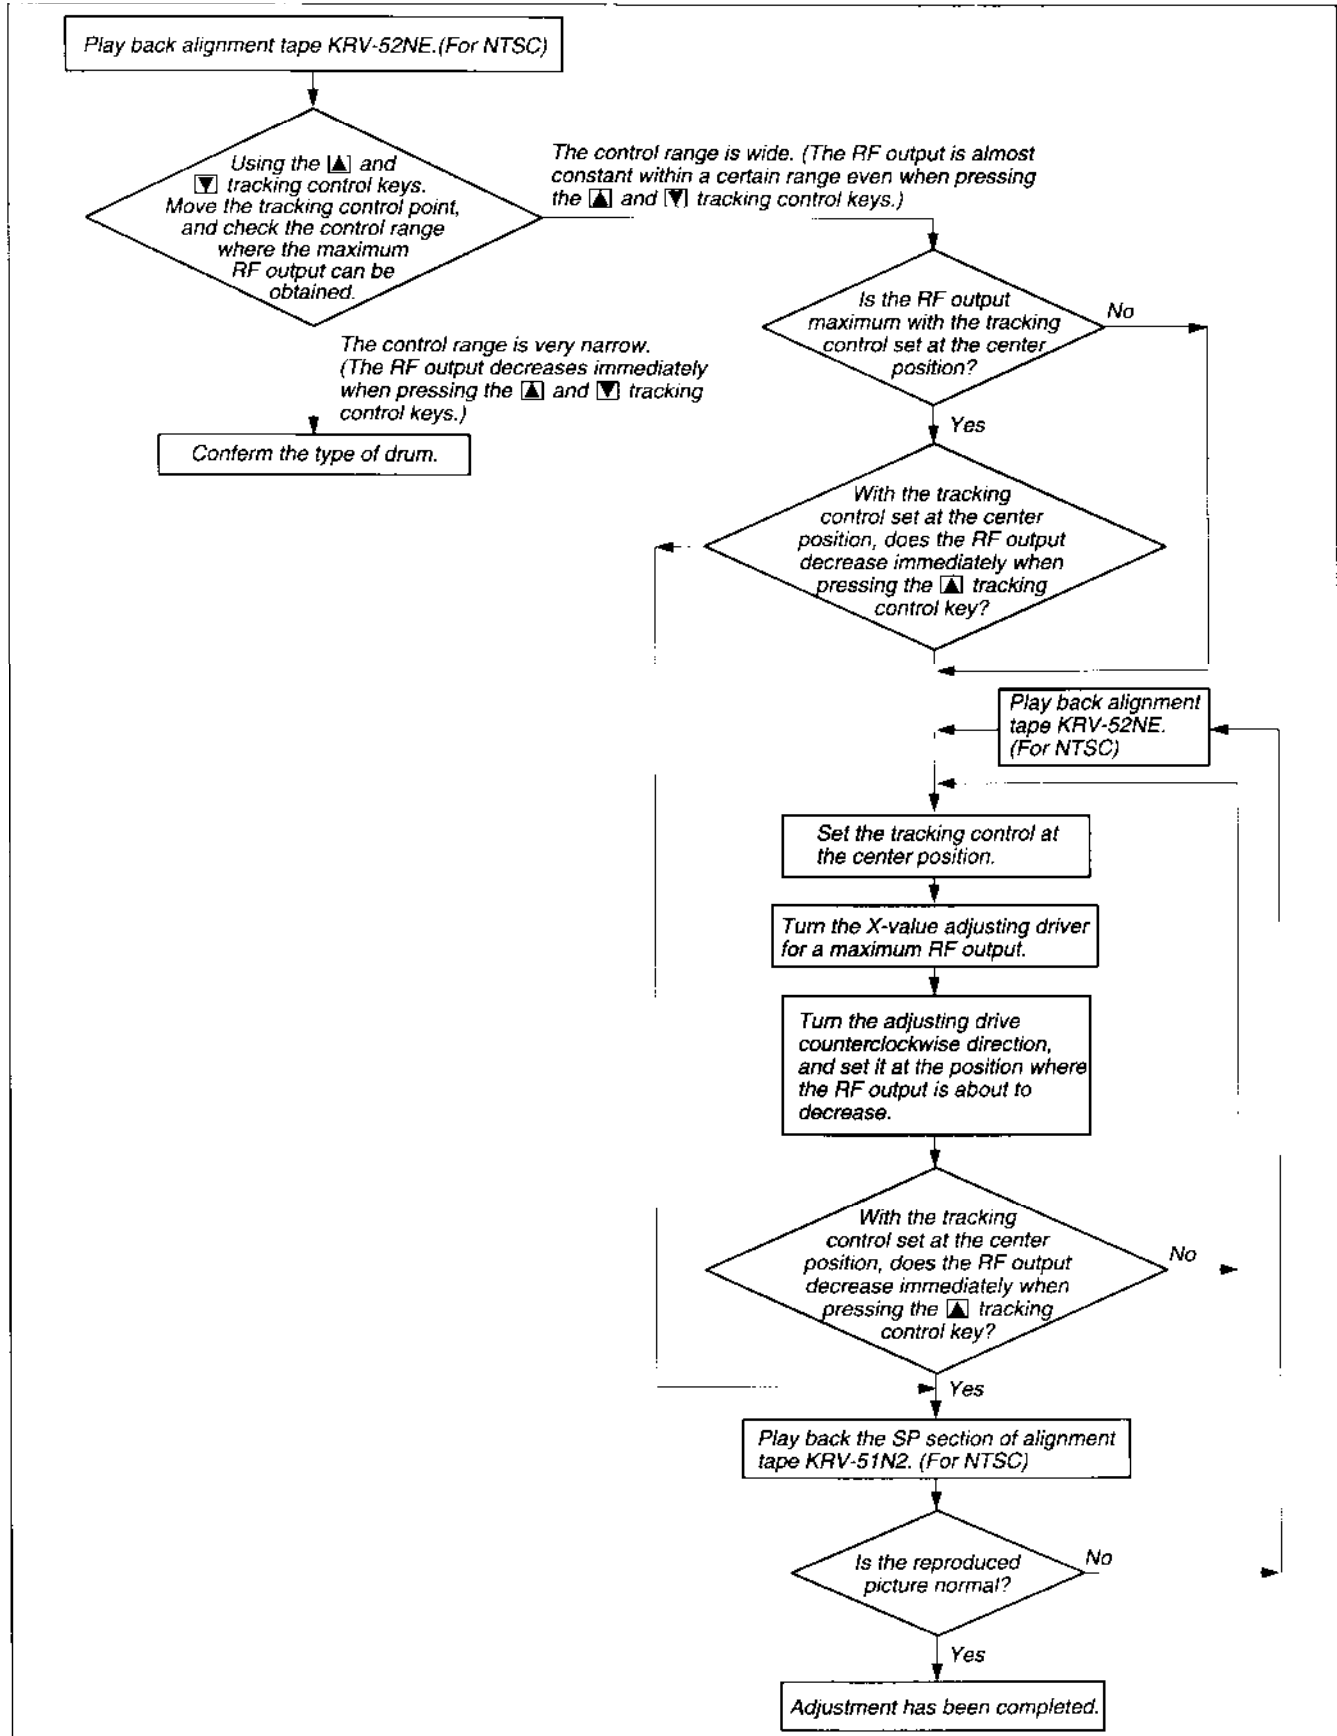 Play back alignment tape KRV-52NE.(For NTSC)
Using the ▲ and
▼ tracking control keys.
Move the tracking control point,
and check the control range
where the maximum
RF output can be
obtained.
The control range is wide. (The RF output is almost
constant within a certain range even when pressing
the ▲ and ▼ tracking control keys.)
The control range is very narrow.
(The RF output decreases immediately
when pressing the ▲ and ▼ tracking
control keys.)
Conferm the type of drum.
Is the RF output
maximum with the tracking
control set at the center
position?
No
Yes
With the tracking
control set at the center
position, does the RF output
decrease immediately when
pressing the ▲ tracking
control key?
Play back alignment
tape KRV-52NE.
(For NTSC)
Set the tracking control at
the center position.
Turn the X-value adjusting driver
for a maximum RF output.
Turn the adjusting drive
counterclockwise direction,
and set it at the position where
the RF output is about to
decrease.
With the tracking
control set at the center
position, does the RF output
decrease immediately when
pressing the ▲ tracking
control key?
No
Yes
Play back the SP section of alignment
tape KRV-51N2. (For NTSC)
Is the reproduced
picture normal?
No
Yes
Adjustment has been completed.